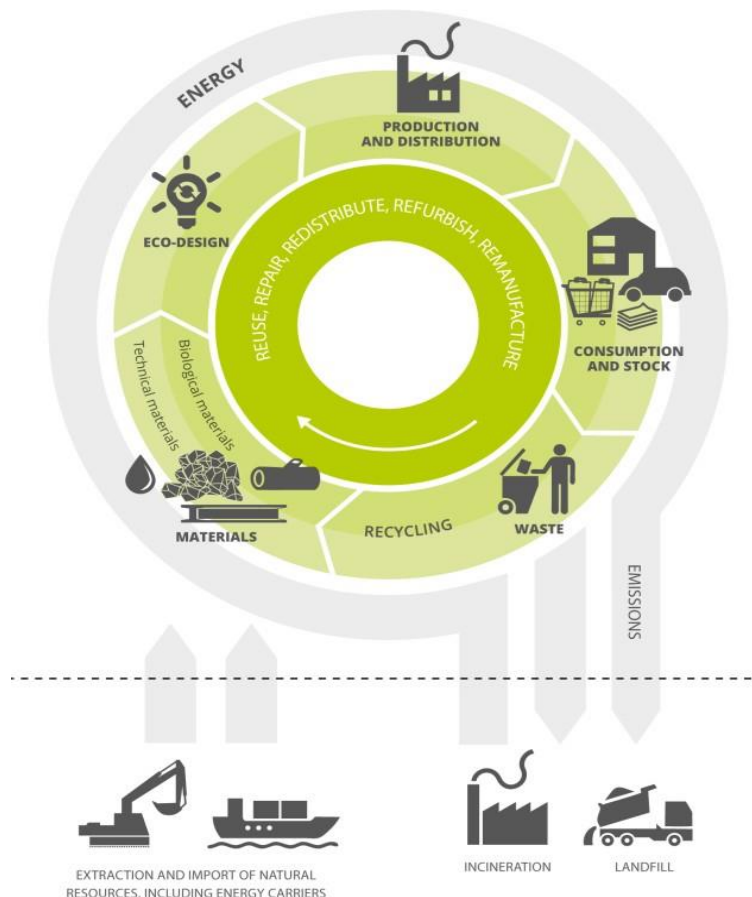 ENERGY
PRODUCTION
AND DISTRIBUTION
ECO-DESIGN
REUSE, REPAIR, REDISTRIBUTE, REFURBISH, REMANUFACTURE
CONSUMPTION
AND STOCK
Technical materials
Biological materials
MATERIALS
RECYCLING
WASTE
EMISSIONS
EXTRACTION AND IMPORT OF NATURAL
RESOURCES, INCLUDING ENERGY CARRIERS
INCINERATION
LANDFILL